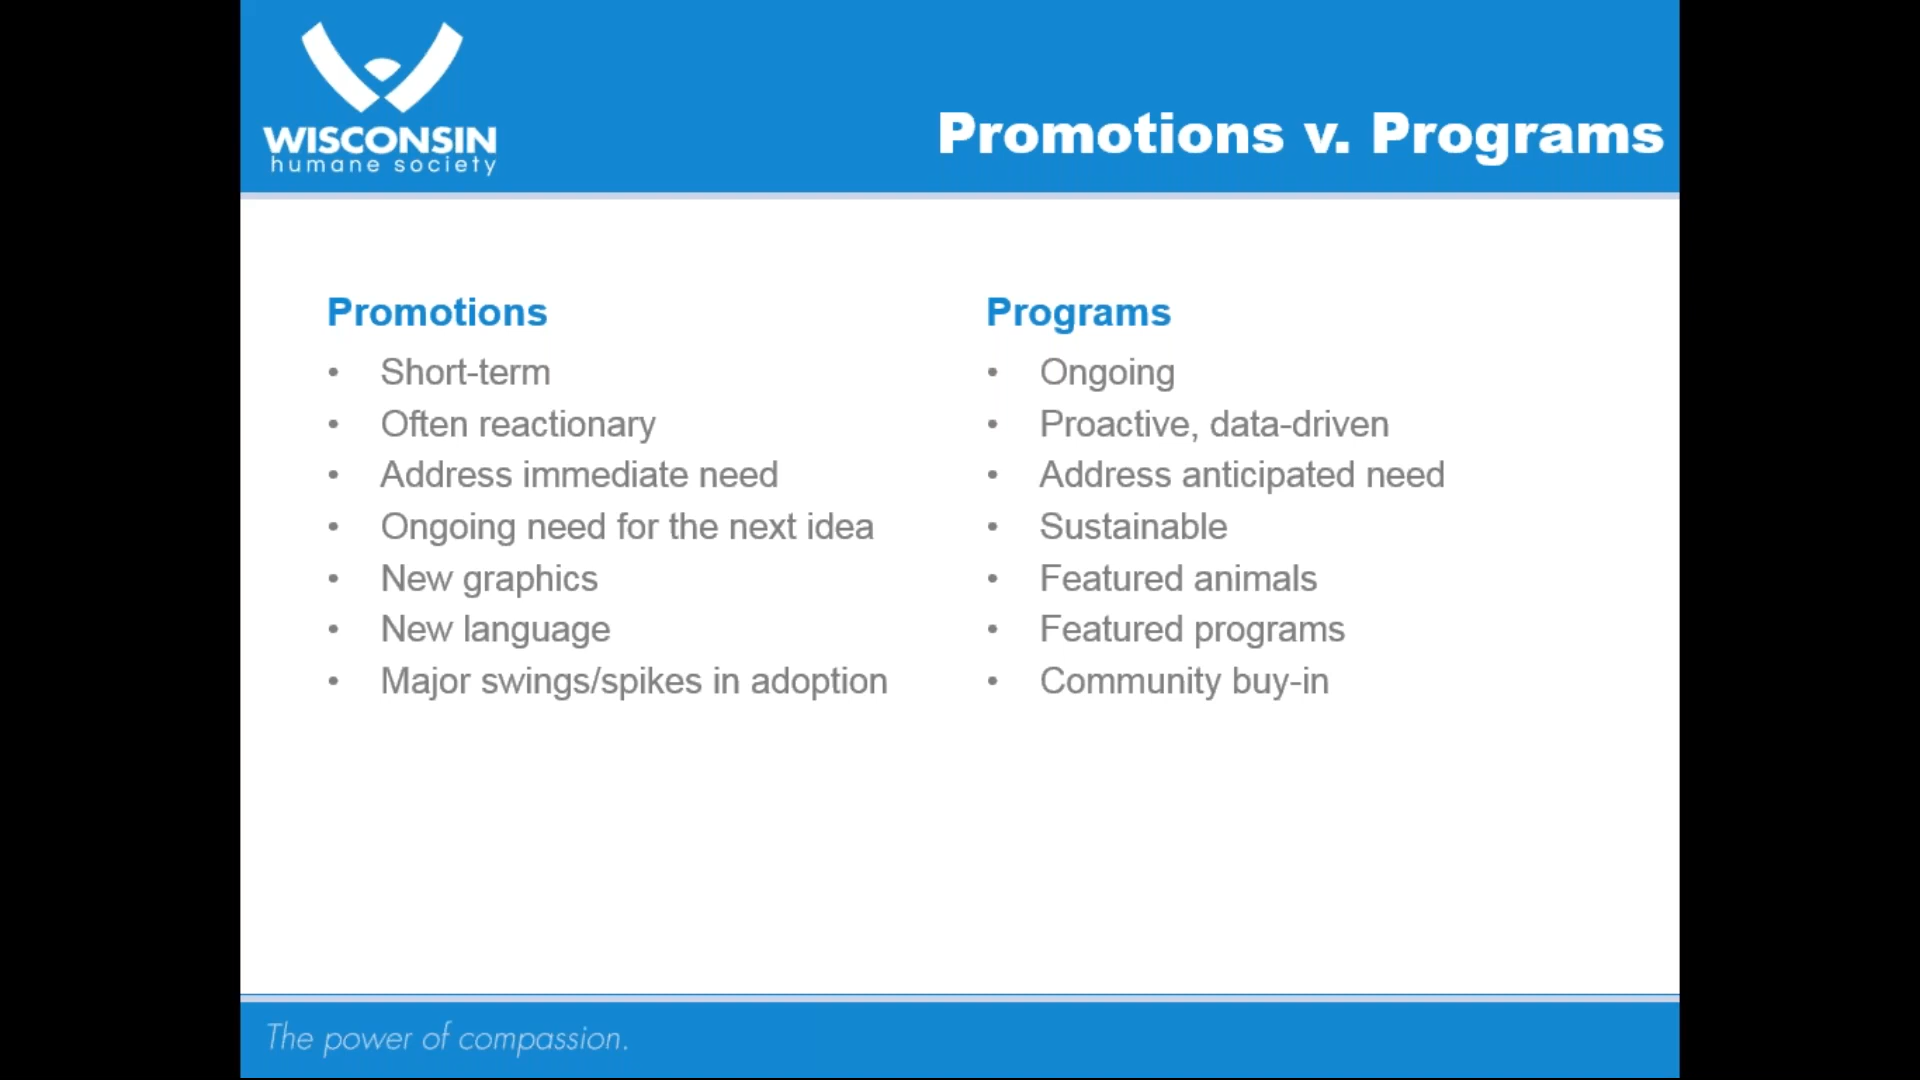 WISCONSIN
humane society
Promotions v. Programs
Promotions
• Short-term
• Often reactionary
• Address immediate need
• Ongoing need for the next idea
• New graphics
• New language
• Major swings/spikes in adoption
Programs
• Ongoing
• Proactive, data-driven
• Address anticipated need
• Sustainable
• Featured animals
• Featured programs
• Community buy-in
The power of compassion.